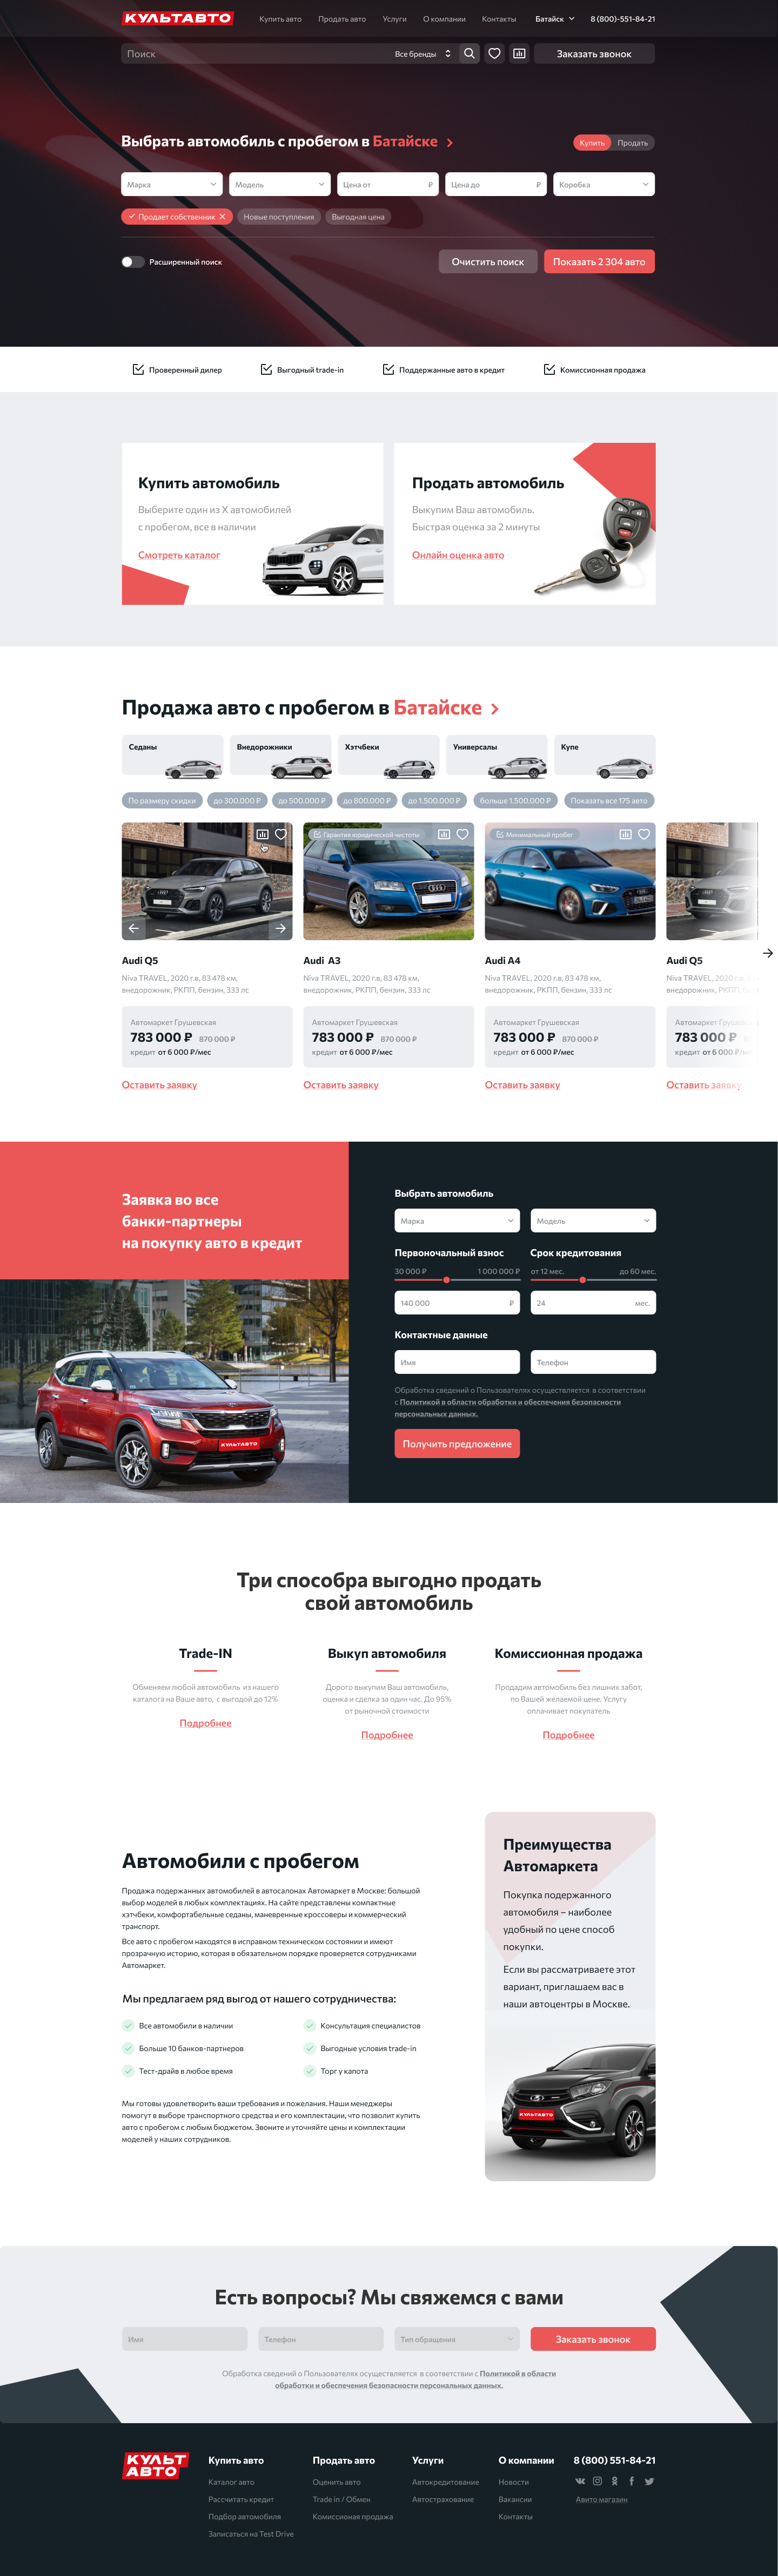 КУЛЬТАВТО
Купить авто Продать авто Услуги О компании Контакты Батайск 8 (800)-551-84-21
Поиск Все бренды Заказать звонок
Выбрать автомобиль с пробегом в Батайске
Купить Продать
Марка Модель Цена от ₽ Цена до ₽ Коробка
Продает собственник Новые поступления Выгодная цена
Расширенный поиск Очистить поиск Показать 2 304 авто
Проверенный дилер Выгодный trade-in Поддержанные авто в кредит Комиссионная продажа
Купить автомобиль
Выберите один из X автомобилей
с пробегом, все в наличии
Смотреть каталог
Продать автомобиль
Выкупим Ваш автомобиль.
Быстрая оценка за 2 минуты
Онлайн оценка авто
Продажа авто с пробегом в Батайске
Седаны Внедорожники Хэтчбеки Универсалы Купе
По размеру скидки до 300.000 ₽ до 500.000 ₽ до 800.000 ₽ до 1.500.000 ₽ больше 1.500.000 ₽ Показать все 175 авто
Гарантия юридической чистоты
Минимальный пробег
Audi Q5
Niva TRAVEL, 2020 г.в, 83 478 км,
внедорожник, РКПП, бензин, 333 лс
Автомаркет Грушевская
783 000 ₽ 870 000 ₽
кредит от 6 000 ₽/мес
Оставить заявку
Audi A3
Niva TRAVEL, 2020 г.в, 83 478 км,
внедорожник, РКПП, бензин, 333 лс
Автомаркет Грушевская
783 000 ₽ 870 000 ₽
кредит от 6 000 ₽/мес
Оставить заявку
Audi A4
Niva TRAVEL, 2020 г.в, 83 478 км,
внедорожник, РКПП, бензин, 333 лс
Автомаркет Грушевская
783 000 ₽ 870 000 ₽
кредит от 6 000 ₽/мес
Оставить заявку
Audi Q5
Niva TRAVEL, 2020
внедорожник, РКПП,
Автомаркет
783 000 ₽
кредит от 6 000 ₽/мес
Оставить заявку
Заявка во все
банки-партнеры
на покупку авто в кредит
КУЛЬТАВТО
Выбрать автомобиль
Марка Модель
Первоночальный взнос Срок кредитования
30 000 ₽ 1 000 000 ₽ от 12 мес. до 60 мес.
140 000 ₽ 24 мес.
Контактные данные
Имя Телефон
Обработка сведений о Пользователях осуществляется в соответствии
с Политикой в области обработки и обеспечения безопасности
персональных данных.
Получить предложение
Три способра выгодно продать
свой автомобиль
Trade-IN
Обменяем любой автомобиль из нашего
каталога на Ваше авто, с выгодой до 12%
Подробнее
Выкуп автомобиля
Дорого выкупим Ваш автомобиль,
оценка и сделка за один час. До 95%
от рыночной стоимости
Подробнее
Комиссионная продажа
Продадим автомобиль без лишних забот,
по Вашей желаемой цене. Услугу
оплачивает покупатель
Подробнее
Автомобили с пробегом
Продажа подержанных автомобилей в автосалонах Автомаркет в Москве: большой
выбор моделей в любых комплектациях. На сайте представлены компактные
хэтчбеки, комфортабельные седаны, маневренные кроссоверы и коммерческий
транспорт.
Все авто с пробегом находятся в исправном техническом состоянии и имеют
прозрачную историю, которая в обязательном порядке проверяется сотрудниками
Автомаркет.
Мы предлагаем ряд выгод от нашего сотрудничества:
Все автомобили в наличии Консультация специалистов
Больше 10 банков-партнеров Выгодные условия trade-in
Тест-драйв в любое время Торг у капота
Мы готовы удовлетворить ваши требования и пожелания. Наши менеджеры
помогут в выборе транспортного средства и его комплектации, что позволит купить
авто с пробегом с любым бюджетом. Звоните и уточняйте цены и комплектации
моделей у наших сотрудников.
Преимущества
Автомаркета
Покупка подержанного
автомобиля – наиболее
удобный по цене способ
покупки.
Если вы рассматриваете этот
вариант, приглашаем вас в
наши автоцентры в Москве.
КУЛЬТАВТО
Есть вопросы? Мы свяжемся с вами
Имя Телефон Тип обращения Заказать звонок
Обработка сведений о Пользователях осуществляется в соответствии с Политикой в области
обработки и обеспечения безопасности персональных данных.
КУЛЬТ
АВТО
Купить авто
Каталог авто
Рассчитать кредит
Подбор автомобиля
Записаться на Test Drive
Продать авто
Оценить авто
Trade in / Обмен
Комиссионая продажа
Услуги
Автокредитование
Автострахование
О компании
Новости
Вакансии
Контакты
8 (800) 551-84-21
Авито магазин